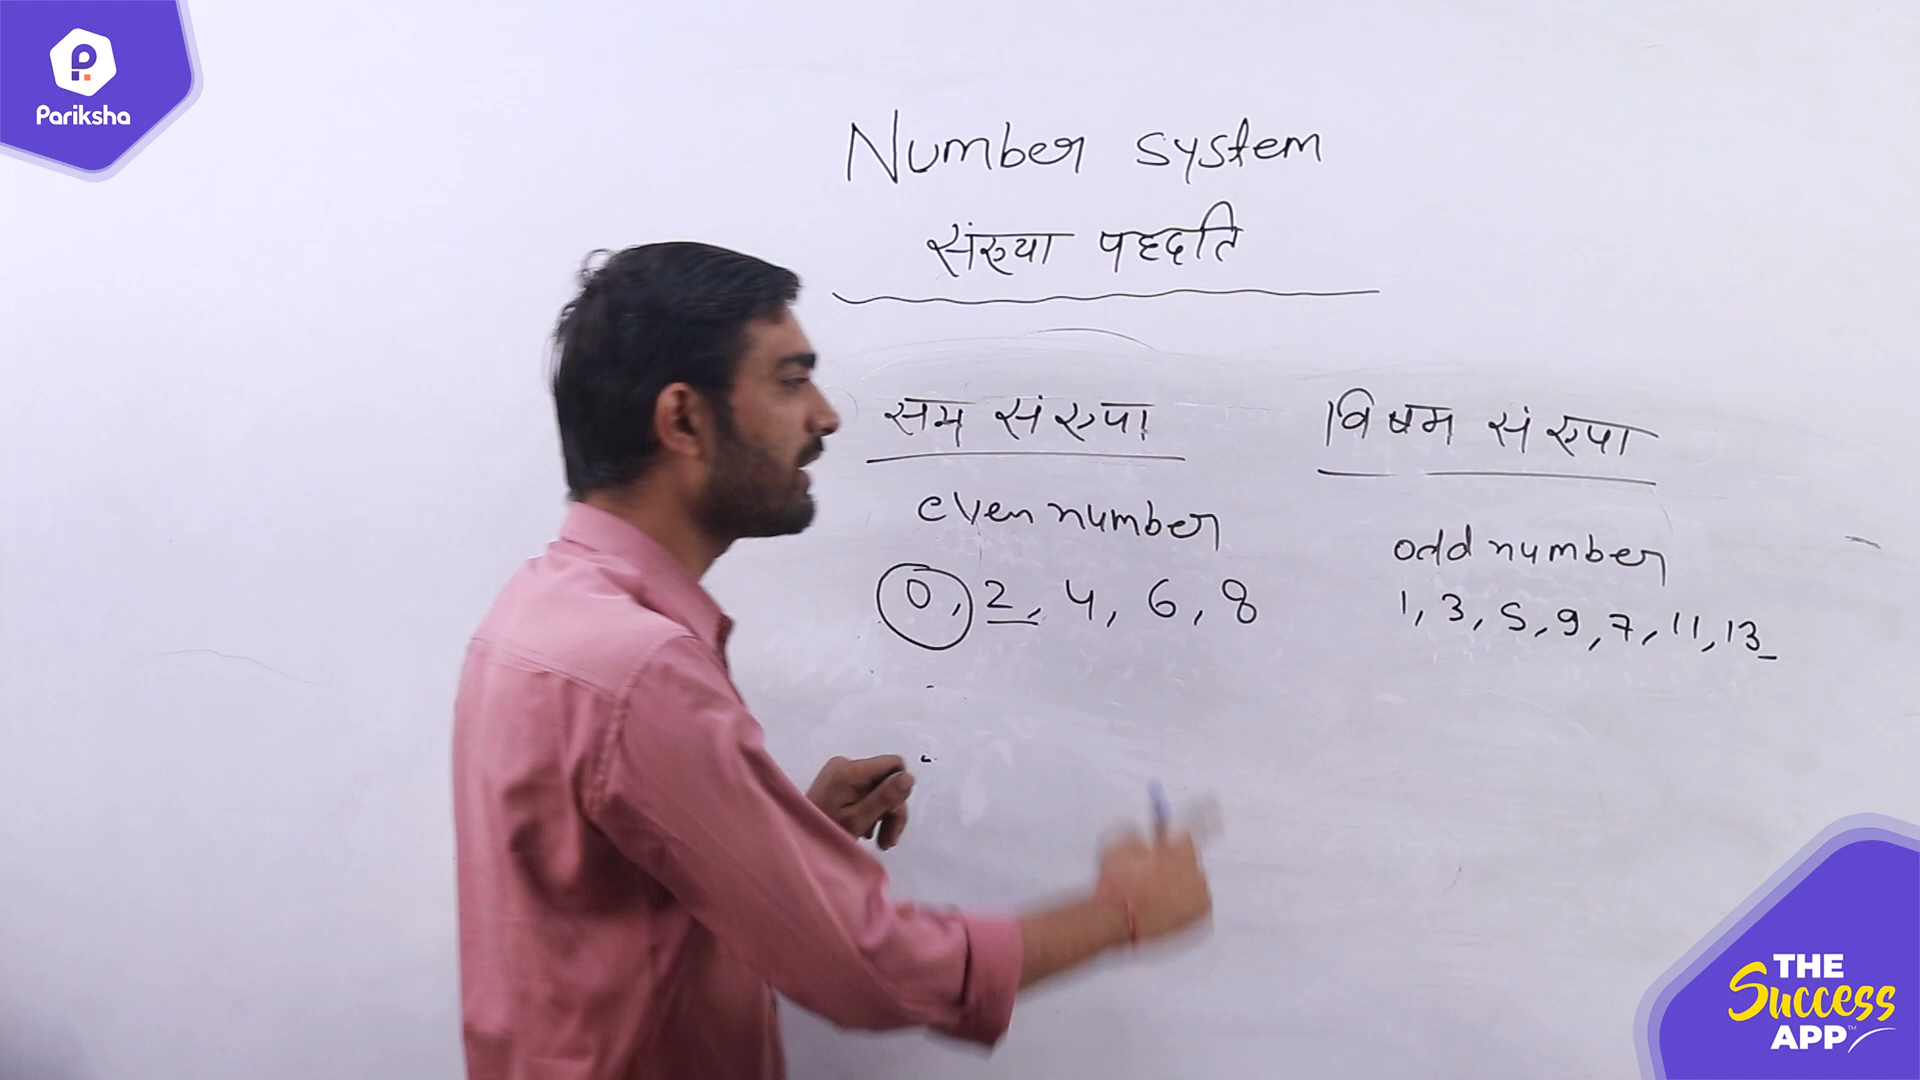 Pariksha
Number system
संख्या पद्धति
सम संख्या
even number
0, 2, 4, 6, 8
विषम संख्या
odd number
1, 3, 5, 9, 7, 11, 13
THE
Success
APP™